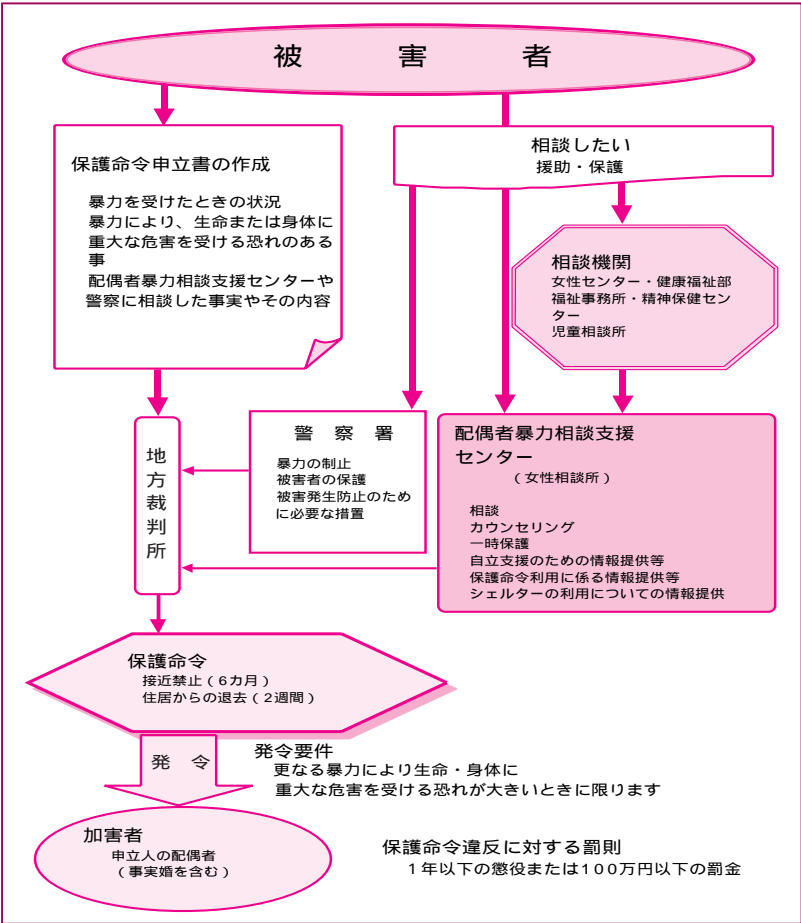 被　害　者
保護命令申立書の作成
暴力を受けたときの状況
暴力により、生命または身体に
重大な危害を受ける恐れのある
事
配偶者暴力相談支援センターや
警察に相談した事実やその内容
相談したい
援助・保護
相談機関
女性センター・健康福祉部
福祉事務所・精神保健セン
ター
児童相談所
地方裁判所
警　察　署
暴力の制止
被害者の保護
被害発生防止のため
に必要な措置
配偶者暴力相談支援
センター
（女性相談所）
相談
カウンセリング
一時保護
自立支援のための情報提供等
保護命令利用に係る情報提供等
シェルターの利用についての情報提供
保護命令
接近禁止（6カ月）
住居からの退去（2週間）
発　令
発令要件
更なる暴力により生命・身体に
重大な危害を受ける恐れが大きいときに限ります
加害者
申立人の配偶者
（事実婚を含む）
保護命令違反に対する罰則
1年以下の懲役または100万円以下の罰金